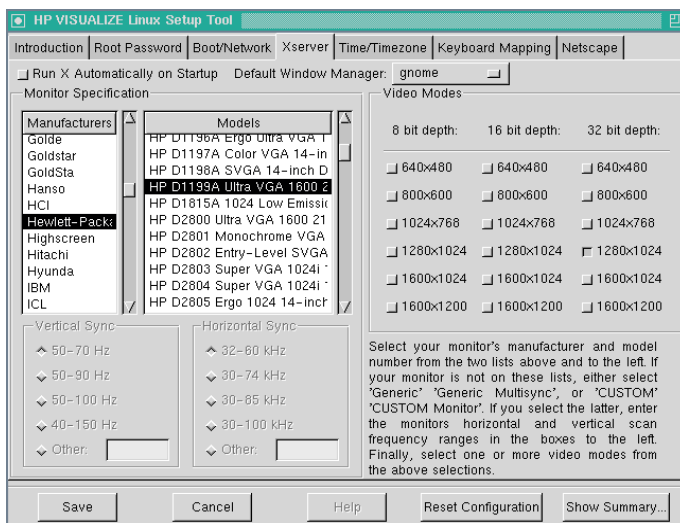 HP VISUALIZE Linux Setup Tool
Introduction Root Password Boot/Network Xserver Time/Timezone Keyboard Mapping Netscape
Run X Automatically on Startup Default Window Manager: gnome
Monitor Specification
Manufacturers
Golde
Goldstar
GoldSta
Hanso
HCI
Hewlett-Packa
Highscreen
Hitachi
Hyunda
IBM
ICL
Models
HP D1196A Ergo Ultra VGA 1
HP D1197A Color VGA 14-in
HP D1198A SVGA 14-inch D
HP D1199A Ultra VGA 1600 2
HP D1815A 1024 Low Emissio
HP D2800 Ultra VGA 1600 21
HP D2801 Monochrome VGA
HP D2802 Entry-Level SVGA
HP D2803 Super VGA 1024i
HP D2804 Super VGA 1024i
HP D2805 Ergo 1024 14-inch
Vertical Sync
50-70 Hz
50-90 Hz
50-100 Hz
40-150 Hz
Other:
Horizontal Sync
32-60 kHz
30-74 kHz
30-85 kHz
30-100 kHz
Other:
Video Modes
8 bit depth: 16 bit depth: 32 bit depth:
640x480 640x480 640x480
800x600 800x600 800x600
1024x768 1024x768 1024x768
1280x1024 1280x1024 1280x1024
1600x1024 1600x1024 1600x1024
1600x1200 1600x1200 1600x1200
Select your monitor's manufacturer and model
number from the two lists above and to the left. If
your monitor is not on these lists, either select
'Generic' 'Generic Multisync', or 'CUSTOM'
'CUSTOM Monitor'. If you select the latter, enter
the monitors horizontal and vertical scan
frequency ranges in the boxes to the left.
Finally, select one or more video modes from
the above selections.
Save Cancel Help Reset Configuration Show Summary...